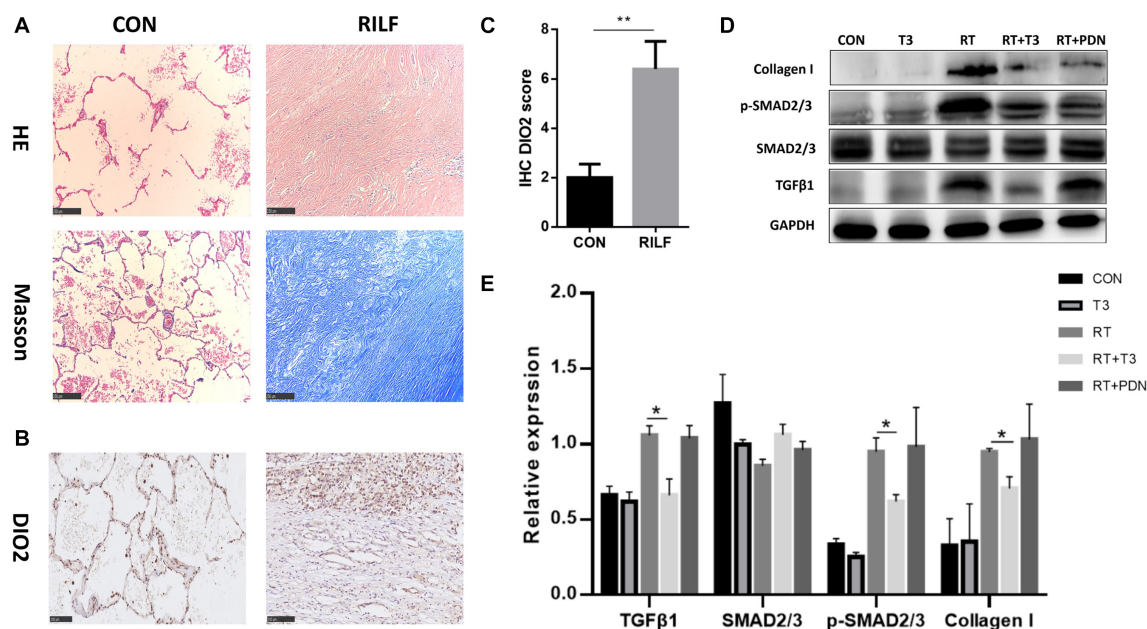 A
CON
RILF
HE
Masson
B
DIO2
C
**
IHC DIO2 score
8
6
4
2
0
CON
RILF
D
CON
T3
RT
RT+T3
RT+PDN
Collagen I
p-SMAD2/3
SMAD2/3
TGFβ1
GAPDH
E
Relative exprssion
2.0
1.5
1.0
0.5
0.0
*
*
*
TGFβ1
SMAD2/3
p-SMAD2/3
Collagen I
CON
T3
RT
RT+T3
RT+PDN